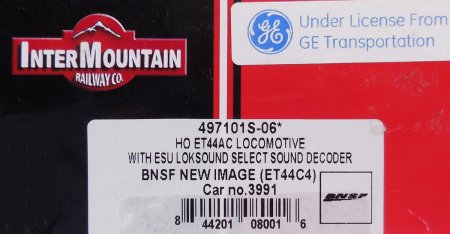 INTERMOUNTAIN
RAILWAY CO.
GE
Under License From
GE Transportation
497101S-06*
HO ET44AC LOCOMOTIVE
WITH ESU LOKSOUND SELECT SOUND DECODER
BNSF NEW IMAGE (ET44C4)
Car no.3991
BNSF
8 44201 08001 6